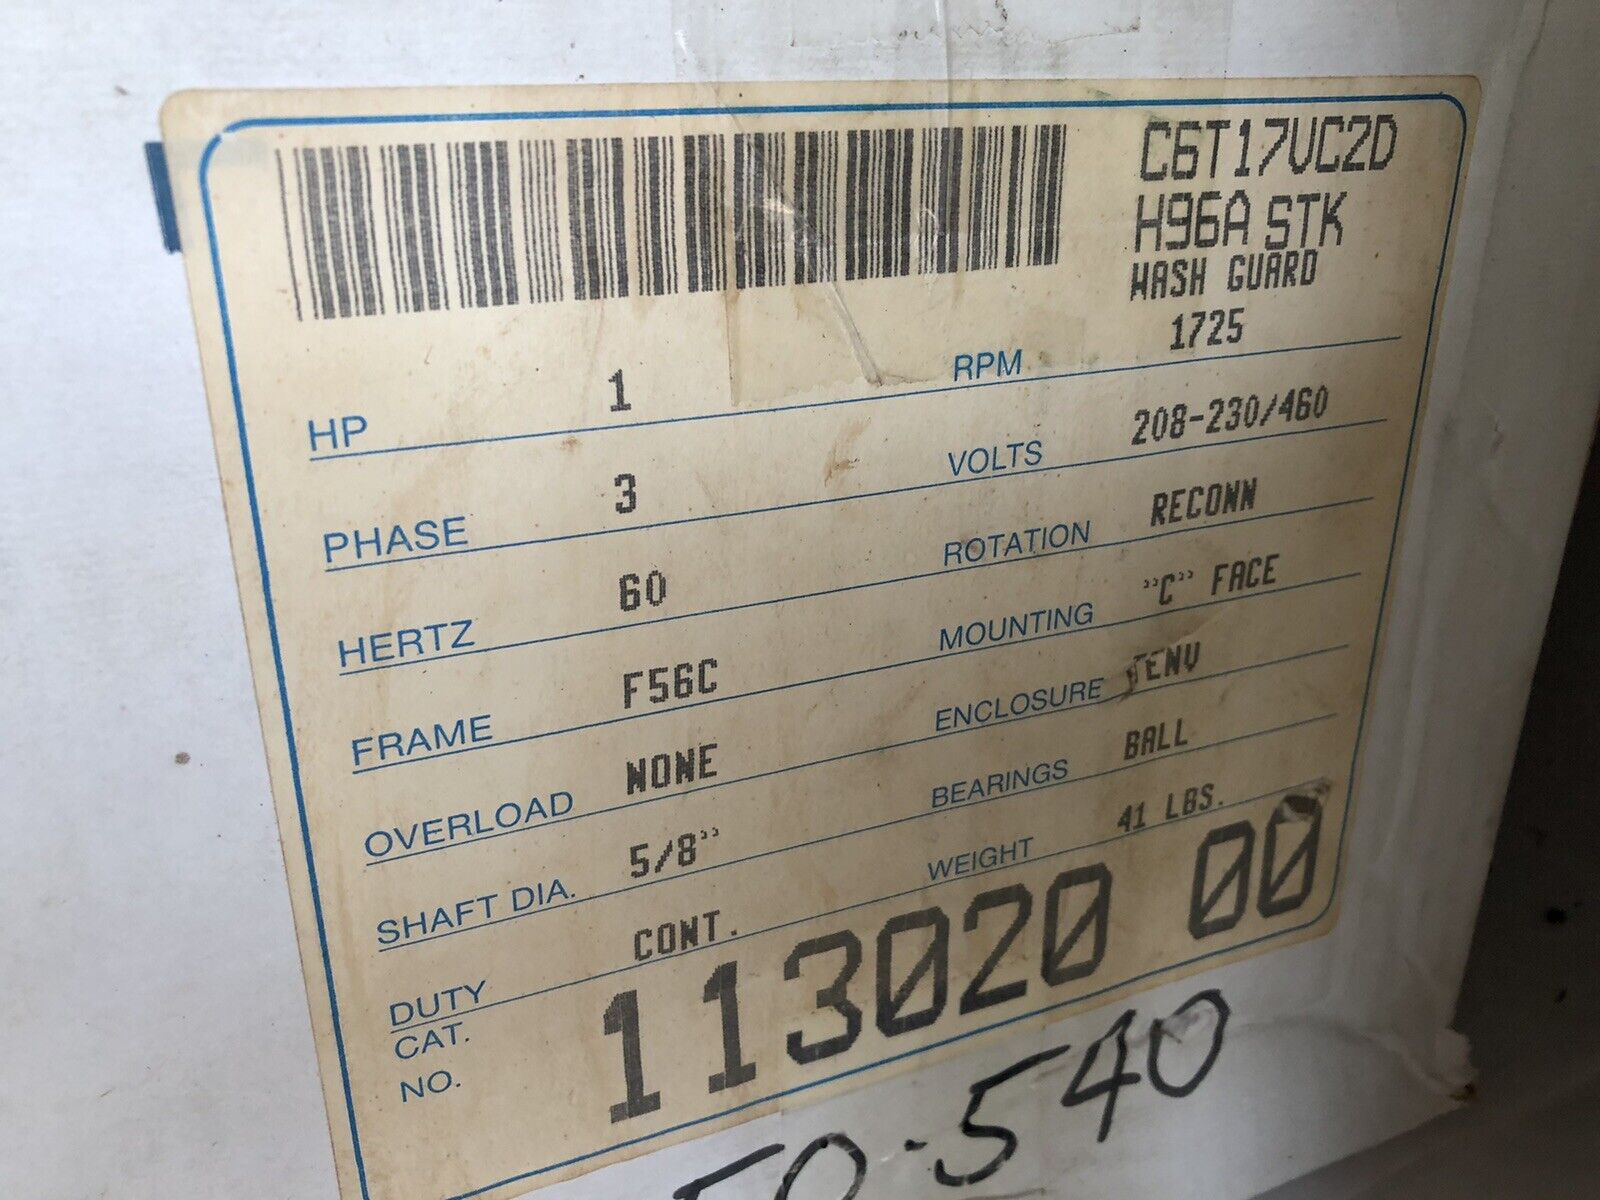 C6T17VC2D
H96A STK
WASH GUARD
HP 1 RPM 1725
PHASE 3 VOLTS 208-230/460
HERTZ 60 ROTATION RECONN
FRAME F56C MOUNTING "C" FACE
OVERLOAD NONE ENCLOSURE TENV
SHAFT DIA. 5/8" BEARINGS BALL
DUTY CONT. WEIGHT 41 LBS.
CAT.
NO. 113020 00
50-540